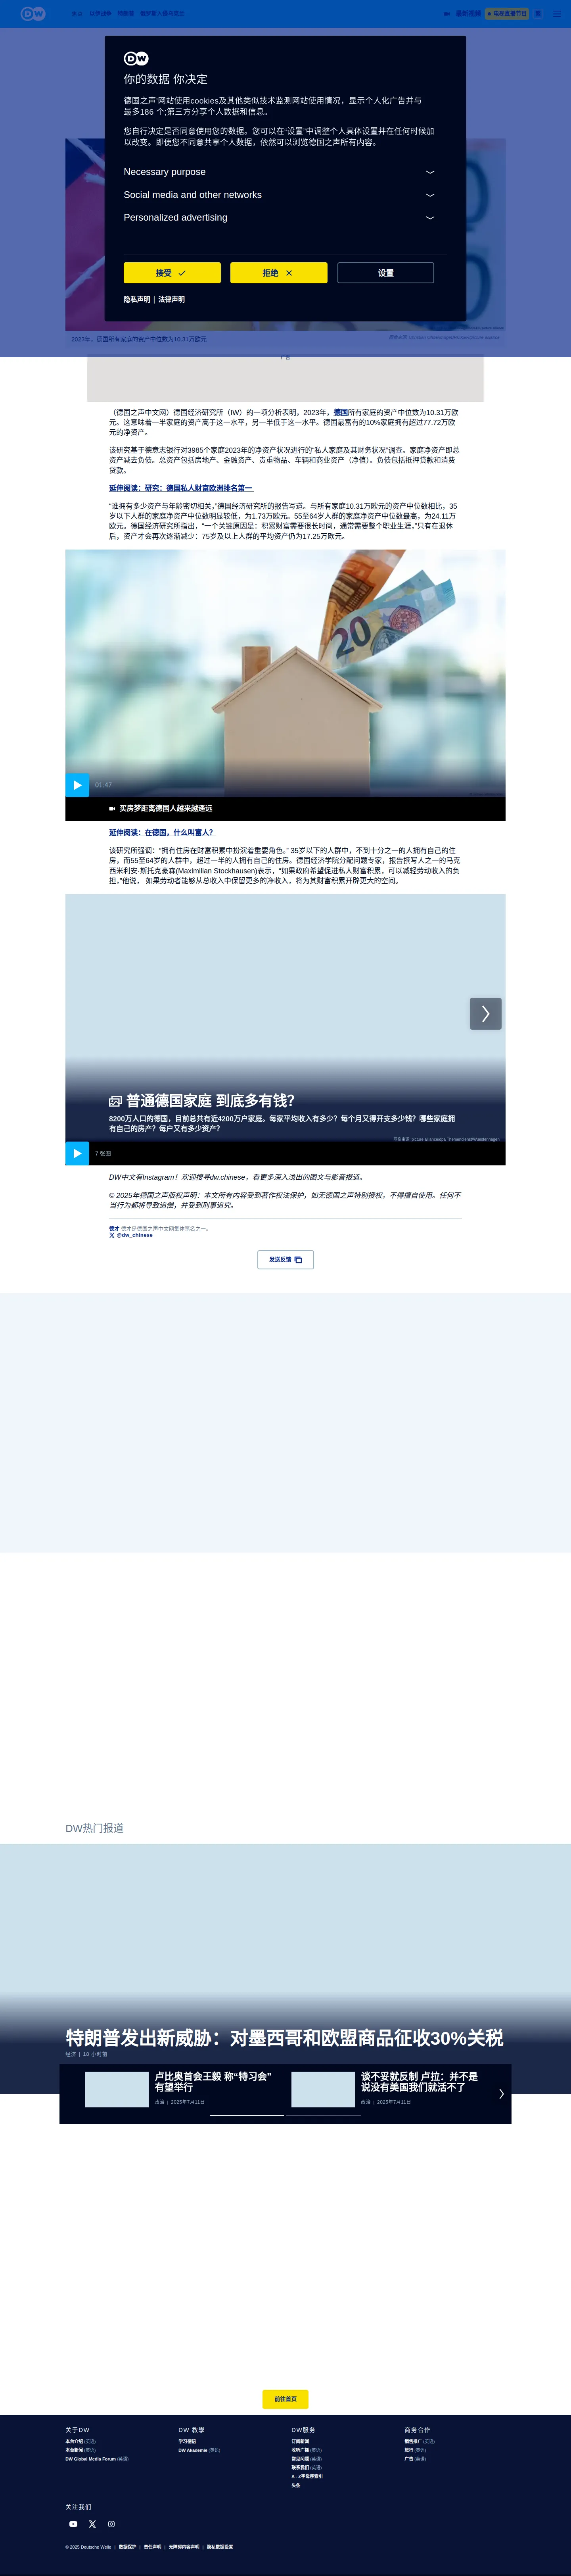 DW
最新视频
电视直播节目
DW
你的数据 你决定
德国之声¨网站使用cookies及其他类似技术监测网站使用情况，显示个人化广告并与
最多186 个;第三方分享个人数据和信息。
您自行决定是否同意使用您的数据。您可以在“设置”中调整个人具体设置并在任何时候加
以改变。即便您不同意共享个人数据，依然可以浏览德国之声所有内容。
Necessary purpose
Social media and other networks
Personalized advertising
接受
拒绝
设置
隐私声明 | 法律声明
2023年，德国所有家庭的资产中位数为10.31万欧元
广告
（德国之声中文网）德国经济研究所（IW）的一项分析表明，2023年，德国所有家庭的资产中位数为10.31万欧
元。这意味着一半家庭的资产高于这一水平，另一半低于这一水平。德国最富有的10%家庭拥有超过77.72万欧
元的净资产。
该研究基于德意志银行对3985个家庭2023年的净资产状况进行的“私人家庭及其财务状况”调查。家庭净资产即总
资产减去负债。总资产包括房地产、金融资产、贵重物品、车辆和商业资产（净值）。负债包括抵押贷款和消费
贷款。
延伸阅读：研究：德国私人财富欧洲排名第一
“谁拥有多少资产与年龄密切相关，”德国经济研究所的报告写道。与所有家庭10.31万欧元的资产中位数相比，35
岁以下人群的家庭净资产中位数明显较低，为1.73万欧元。55至64岁人群的家庭净资产中位数最高，为24.11万
欧元。德国经济研究所指出，“一个关键原因是：积累财富需要很长时间，通常需要整个职业生涯。”只有在退休
后，资产才会再次逐渐减少：75岁及以上人群的平均资产仍为17.25万欧元。
20
01:47
买房梦距离德国人越来越遥远
延伸阅读：在德国，什么叫富人？
该研究所强调：“拥有住房在财富积累中扮演着重要角色。” 35岁以下的人群中，不到十分之一的人拥有自己的住
房，而55至64岁的人群中，超过一半的人拥有自己的住房。德国经济学院分配问题专家，报告撰写人之一的马克
西米利安·斯托克豪森(Maximilian Stockhausen)表示，“如果政府希望促进私人财富积累，可以减轻劳动收入的负
担。”他说， 如果劳动者能够从总收入中保留更多的净收入，将为其财富积累开辟更大的空间。
普通德国家庭 到底多有钱？
8200万人口的德国，目前总共有近4200万户家庭。每家平均收入有多少？每个月又得开支多少钱？哪些家庭拥
有自己的房产？每户又有多少资产？
7 张图
DW中文有Instagram！欢迎搜寻dw.chinese，看更多深入浅出的图文与影音报道。
© 2025年德国之声版权声明：本文所有内容受到著作权法保护，如无德国之声特别授权，不得擅自使用。任何不
当行为都将导致追偿，并受到刑事追究。
德才 德才是德国之声中文网集体笔名之一。
@dw_chinese
发送反馈
DW热门报道
特朗普发出新威胁：对墨西哥和欧盟商品征收30%关税
经济 | 18 小时前
卢比奥首会王毅 称“特习会”
有望举行
政治 | 2025年7月11日
谈不妥就反制 卢拉：并不是
说没有美国我们就活不了
政治 | 2025年7月11日
前往首页
关于DW
本台介绍 (英语)
本台新闻 (英语)
DW Global Media Forum (英语)
DW 教學
学习德语
DW Akademie (英语)
DW服务
订阅新闻
收听广播 (英语)
常见问题 (英语)
联系我们 (英语)
A - Z字母序索引
头条
商务合作
销售推广 (英语)
旅行 (英语)
广告 (英语)
关注我们
© 2025 Deutsche Welle | 数据保护 | 责任声明 | 无障碍内容声明 | 隐私数据设置